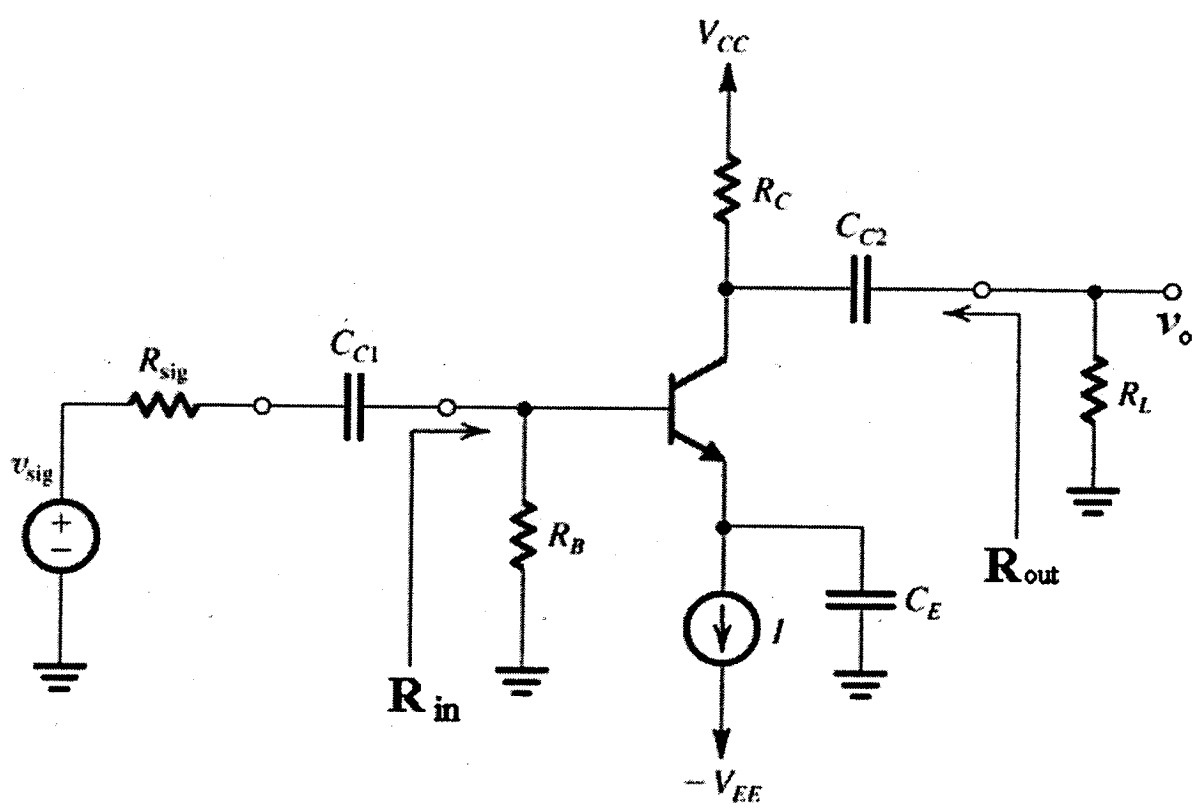 V_CC
R_C
C_C2
v_o
R_sig
C_C1
R_L
v_sig
+
−
R_B
R_out
C_E
I
R_in
− V_EE